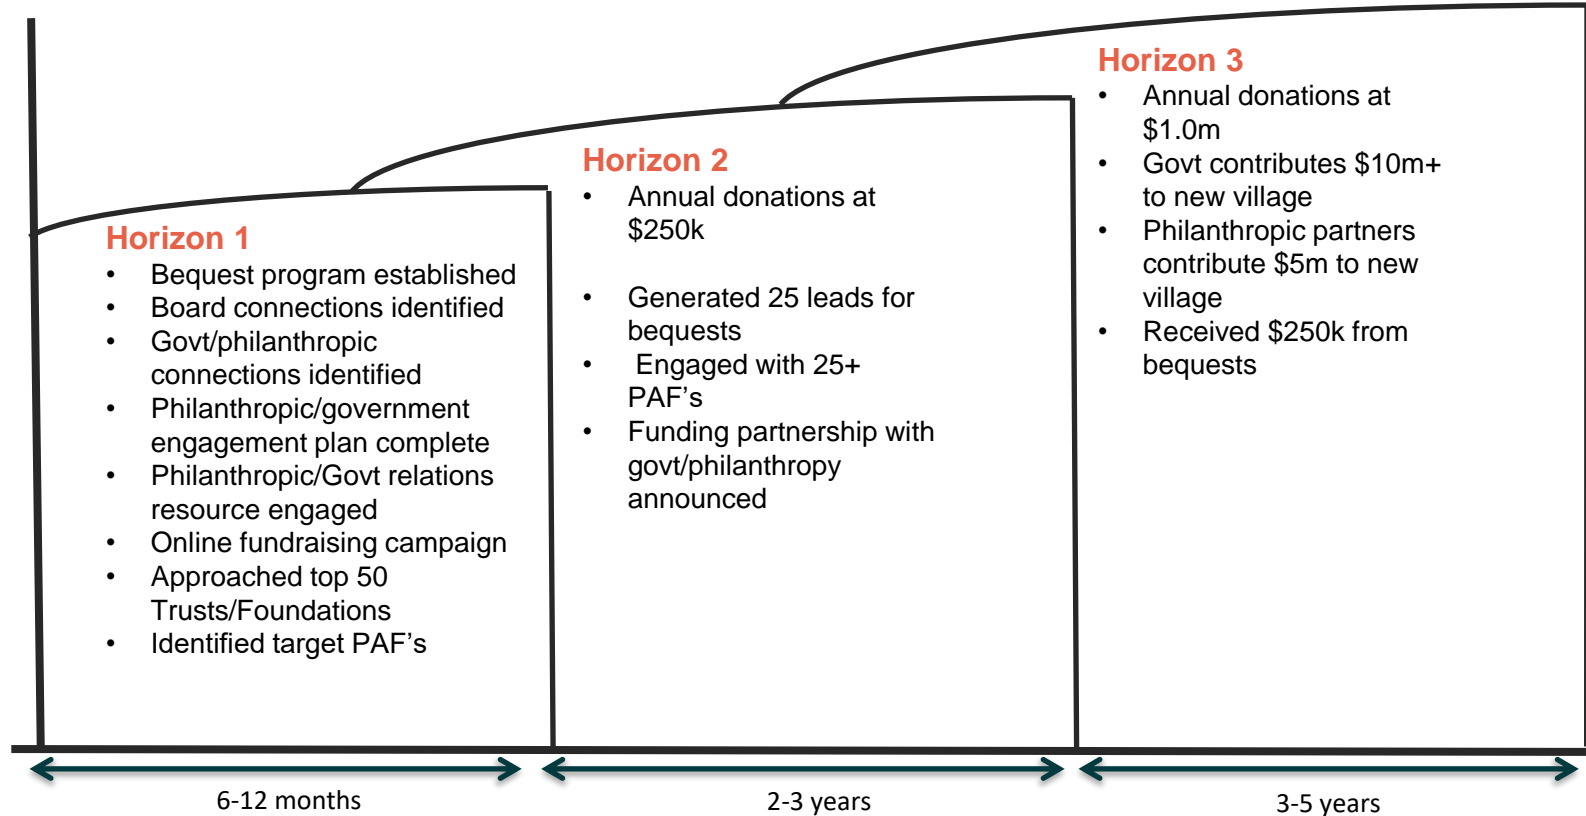 Horizon 1
• Bequest program established
• Board connections identified
• Govt/philanthropic
connections identified
• Philanthropic/government
engagement plan complete
• Philanthropic/Govt relations
resource engaged
• Online fundraising campaign
• Approached top 50
Trusts/Foundations
• Identified target PAF’s
Horizon 2
• Annual donations at
$250k
• Generated 25 leads for
bequests
• Engaged with 25+
PAF’s
• Funding partnership with
govt/philanthropy
announced
Horizon 3
• Annual donations at
$1.0m
• Govt contributes $10m+
to new village
• Philanthropic partners
contribute $5m to new
village
• Received $250k from
bequests
6-12 months
2-3 years
3-5 years